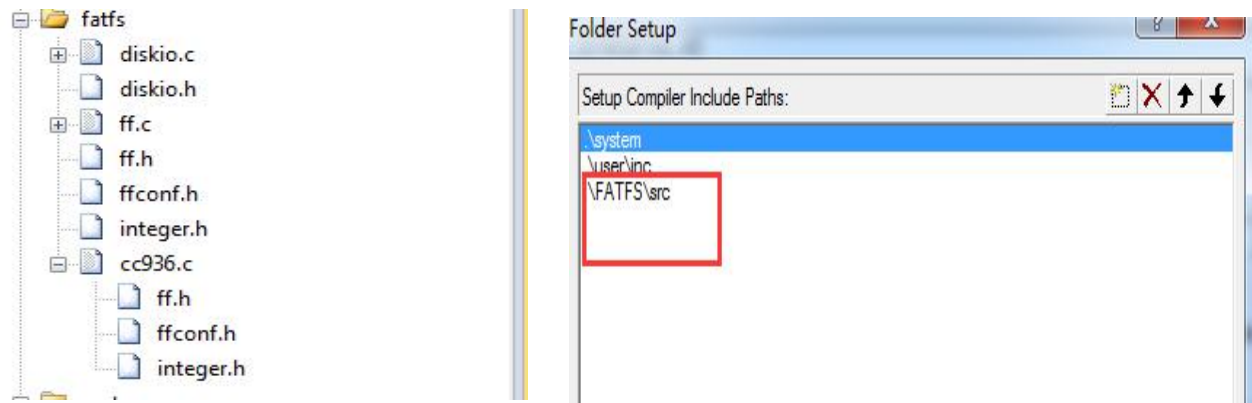 fatfs
diskio.c
diskio.h
ff.c
ff.h
ffconf.h
integer.h
cc936.c
ff.h
ffconf.h
integer.h
Folder Setup
Setup Compiler Include Paths:
.\system
.\user\inc
\FATFS\src